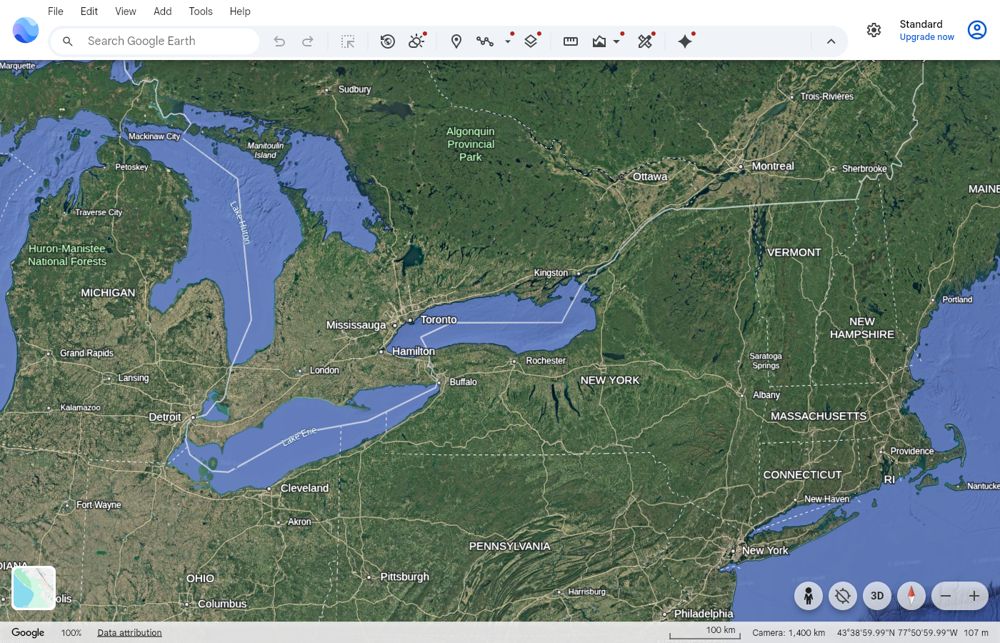 File Edit View Add Tools Help
Search Google Earth
Standard
Upgrade now
Marquette
Sudbury
Trois-Rivières
Mackinaw City
Manitoulin
Island
Algonquin
Provincial
Park
Montreal
Sherbrooke
Petoskey
Ottawa
MAINE
Traverse City
Lake Huron
Huron-Manistee
National Forests
VERMONT
Kingston
MICHIGAN
Portland
Mississauga
Toronto
NEW
HAMPSHIRE
Grand Rapids
Hamilton
Rochester
Saratoga
Springs
Lansing
London
Buffalo
NEW YORK
Albany
Kalamazoo
Detroit
MASSACHUSETTS
Lake Erie
Providence
CONNECTICUT
RI
Cleveland
Nantucke
Fort Wayne
New Haven
Akron
PENNSYLVANIA
New York
DIANA
OHIO
Pittsburgh
Harrisburg
olis
Columbus
Philadelphia
3D
Google 100% Data attribution 100 km Camera: 1,400 km 43°38'59.99"N 77°50'59.99"W 107 m